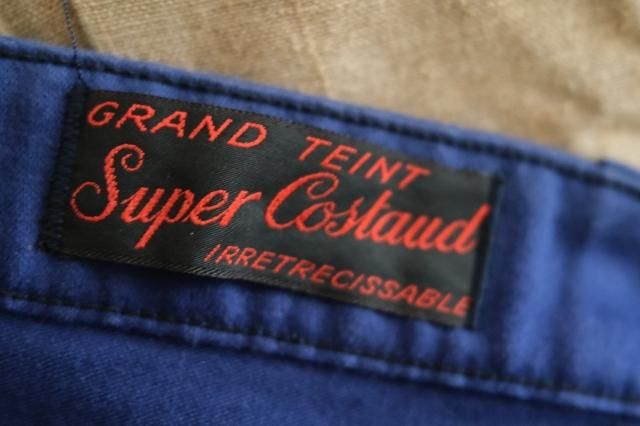 GRAND TEINT
Super Costaud
IRRETRECISSABLE